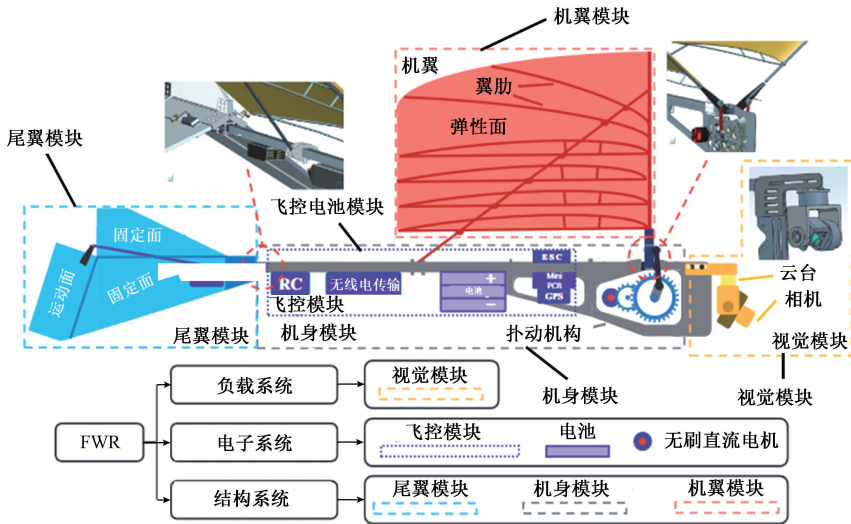 机翼模块
机翼
翼肋
弹性面
尾翼模块
飞控电池模块
固定面
固定面
运动面
RC
无线电传输
电池
ESC
Mini
PCB
GPS
飞控模块
尾翼模块
机身模块
扑动机构
云台
相机
视觉模块
机身模块
视觉模块
负载系统
视觉模块
FWR
电子系统
飞控模块
电池
无刷直流电机
结构系统
尾翼模块
机身模块
机翼模块